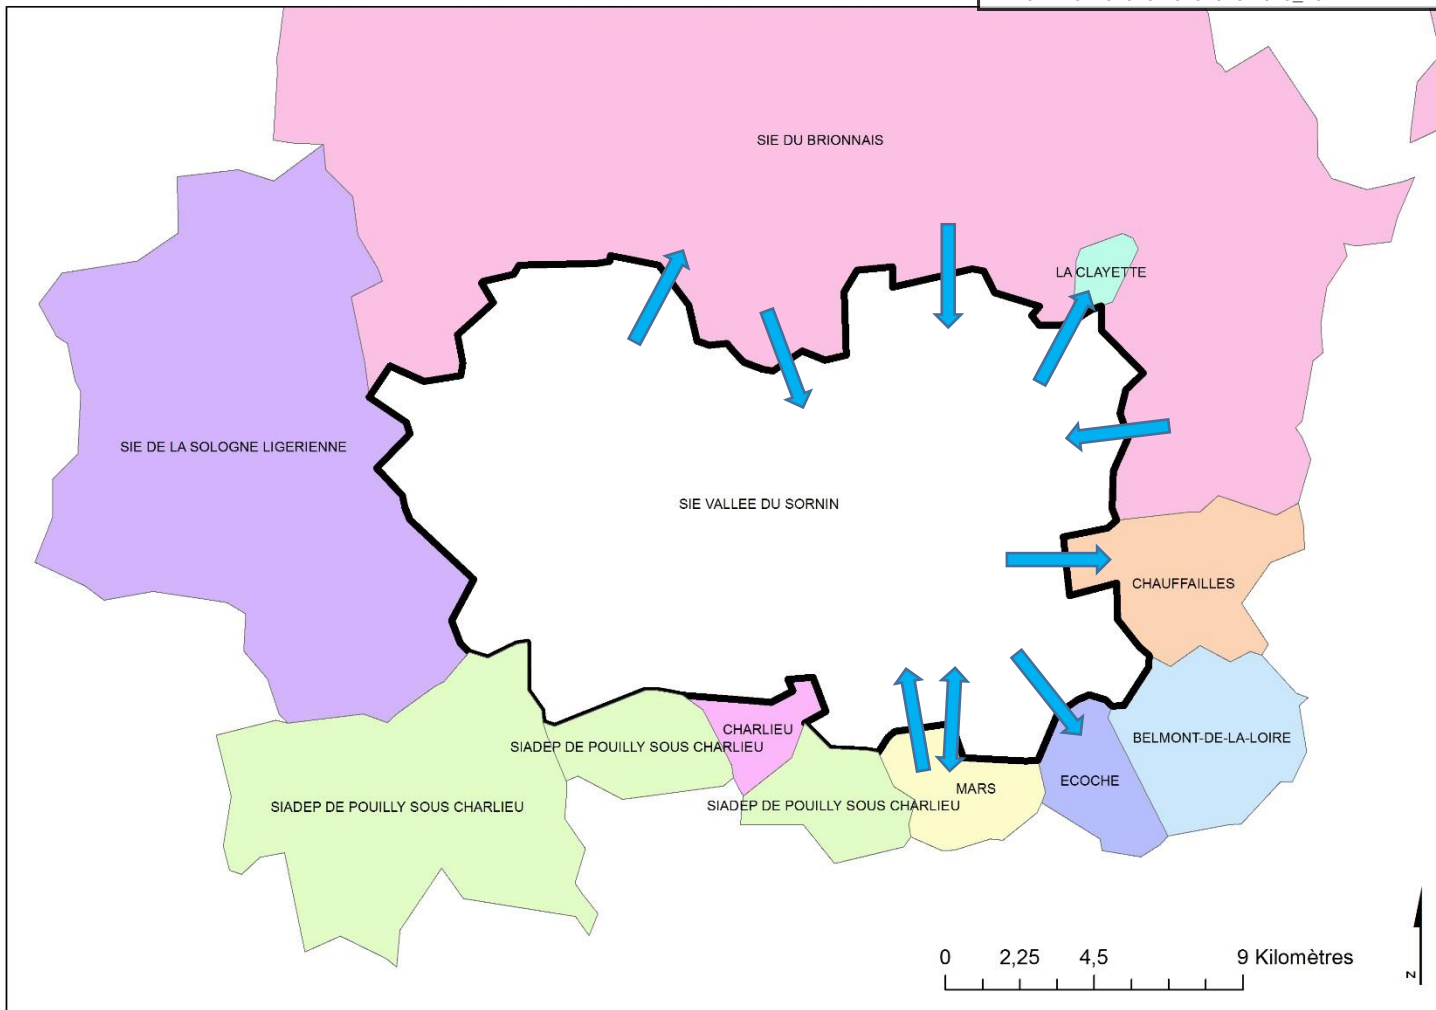 SIE DU BRIONNAIS
LA CLAYETTE
SIE DE LA SOLOGNE LIGERIENNE
SIE VALLEE DU SORNIN
CHAUFFAILLES
CHARLIEU
BELMONT-DE-LA-LOIRE
SIADEP DE POUILLY SOUS CHARLIEU
ECOCHE
MARS
SIADEP DE POUILLY SOUS CHARLIEU
SIADEP DE POUILLY SOUS CHARLIEU
0 2,25 4,5 9 Kilomètres
N